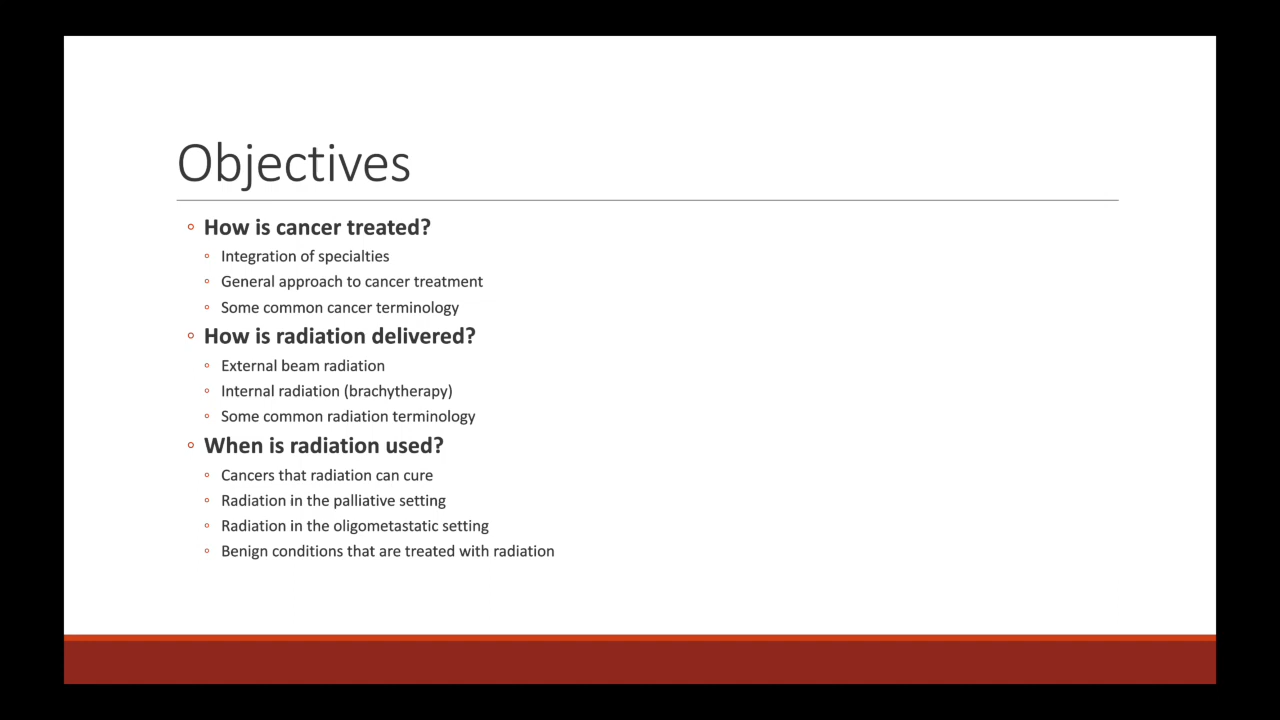 Objectives
How is cancer treated?
Integration of specialties
General approach to cancer treatment
Some common cancer terminology
How is radiation delivered?
External beam radiation
Internal radiation (brachytherapy)
Some common radiation terminology
When is radiation used?
Cancers that radiation can cure
Radiation in the palliative setting
Radiation in the oligometastatic setting
Benign conditions that are treated with radiation